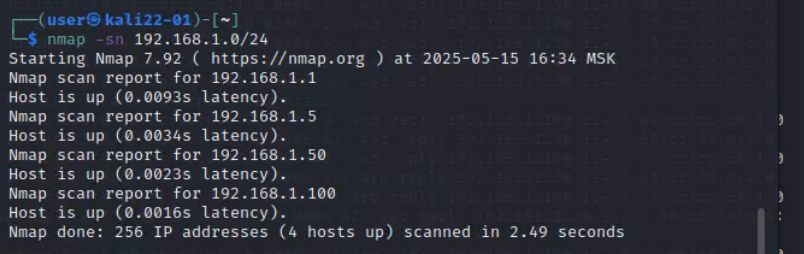 ┌──(user㉿kali22-01)-[~]
└─$ nmap -sn 192.168.1.0/24
Starting Nmap 7.92 ( https://nmap.org ) at 2025-05-15 16:34 MSK
Nmap scan report for 192.168.1.1
Host is up (0.0093s latency).
Nmap scan report for 192.168.1.5
Host is up (0.0034s latency).
Nmap scan report for 192.168.1.50
Host is up (0.0023s latency).
Nmap scan report for 192.168.1.100
Host is up (0.0016s latency).
Nmap done: 256 IP addresses (4 hosts up) scanned in 2.49 seconds